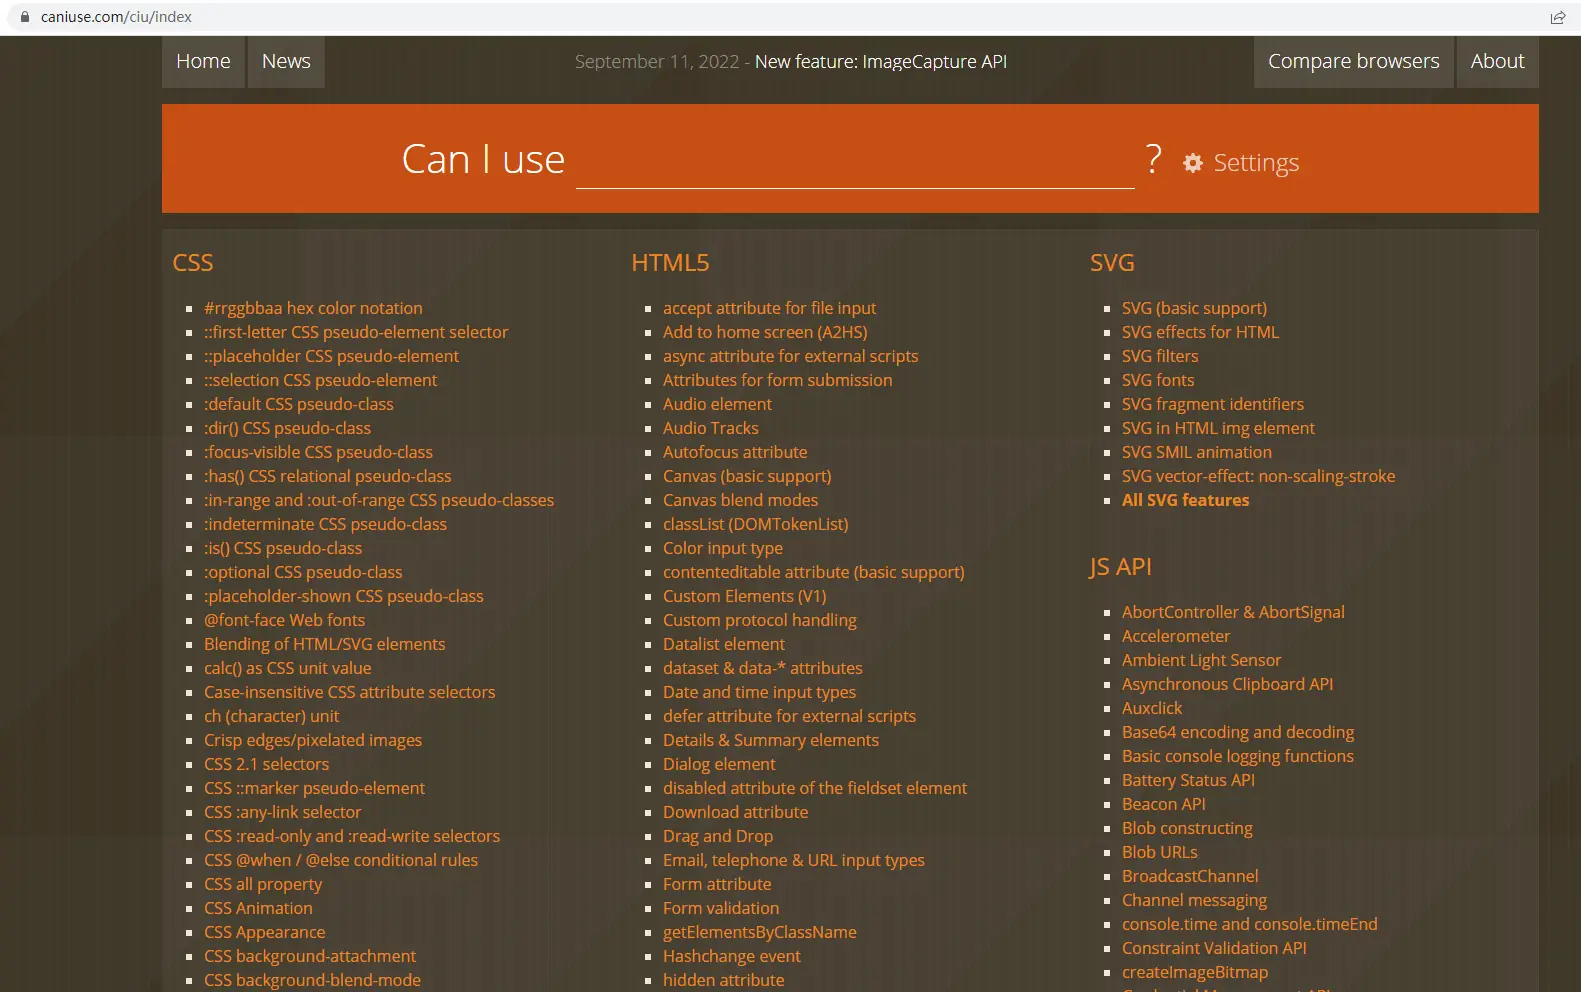 caniuse.com/ciu/index
Home
News
September 11, 2022 - New feature: ImageCapture API
Compare browsers
About
Can I use ?
Settings
CSS
#rrggbbaa hex color notation
::first-letter CSS pseudo-element selector
::placeholder CSS pseudo-element
::selection CSS pseudo-element
:default CSS pseudo-class
:dir() CSS pseudo-class
:focus-visible CSS pseudo-class
:has() CSS relational pseudo-class
:in-range and :out-of-range CSS pseudo-classes
:indeterminate CSS pseudo-class
:is() CSS pseudo-class
:optional CSS pseudo-class
:placeholder-shown CSS pseudo-class
@font-face Web fonts
Blending of HTML/SVG elements
calc() as CSS unit value
Case-insensitive CSS attribute selectors
ch (character) unit
Crisp edges/pixelated images
CSS 2.1 selectors
CSS ::marker pseudo-element
CSS :any-link selector
CSS :read-only and :read-write selectors
CSS @when / @else conditional rules
CSS all property
CSS Animation
CSS Appearance
CSS background-attachment
CSS background-blend-mode
HTML5
accept attribute for file input
Add to home screen (A2HS)
async attribute for external scripts
Attributes for form submission
Audio element
Audio Tracks
Autofocus attribute
Canvas (basic support)
Canvas blend modes
classList (DOMTokenList)
Color input type
contenteditable attribute (basic support)
Custom Elements (V1)
Custom protocol handling
Datalist element
dataset & data-* attributes
Date and time input types
defer attribute for external scripts
Details & Summary elements
Dialog element
disabled attribute of the fieldset element
Download attribute
Drag and Drop
Email, telephone & URL input types
Form attribute
Form validation
getElementsByClassName
Hashchange event
hidden attribute
SVG
SVG (basic support)
SVG effects for HTML
SVG filters
SVG fonts
SVG fragment identifiers
SVG in HTML img element
SVG SMIL animation
SVG vector-effect: non-scaling-stroke
All SVG features
JS API
AbortController & AbortSignal
Accelerometer
Ambient Light Sensor
Asynchronous Clipboard API
Auxclick
Base64 encoding and decoding
Basic console logging functions
Battery Status API
Beacon API
Blob constructing
Blob URLs
BroadcastChannel
Channel messaging
console.time and console.timeEnd
Constraint Validation API
createImageBitmap